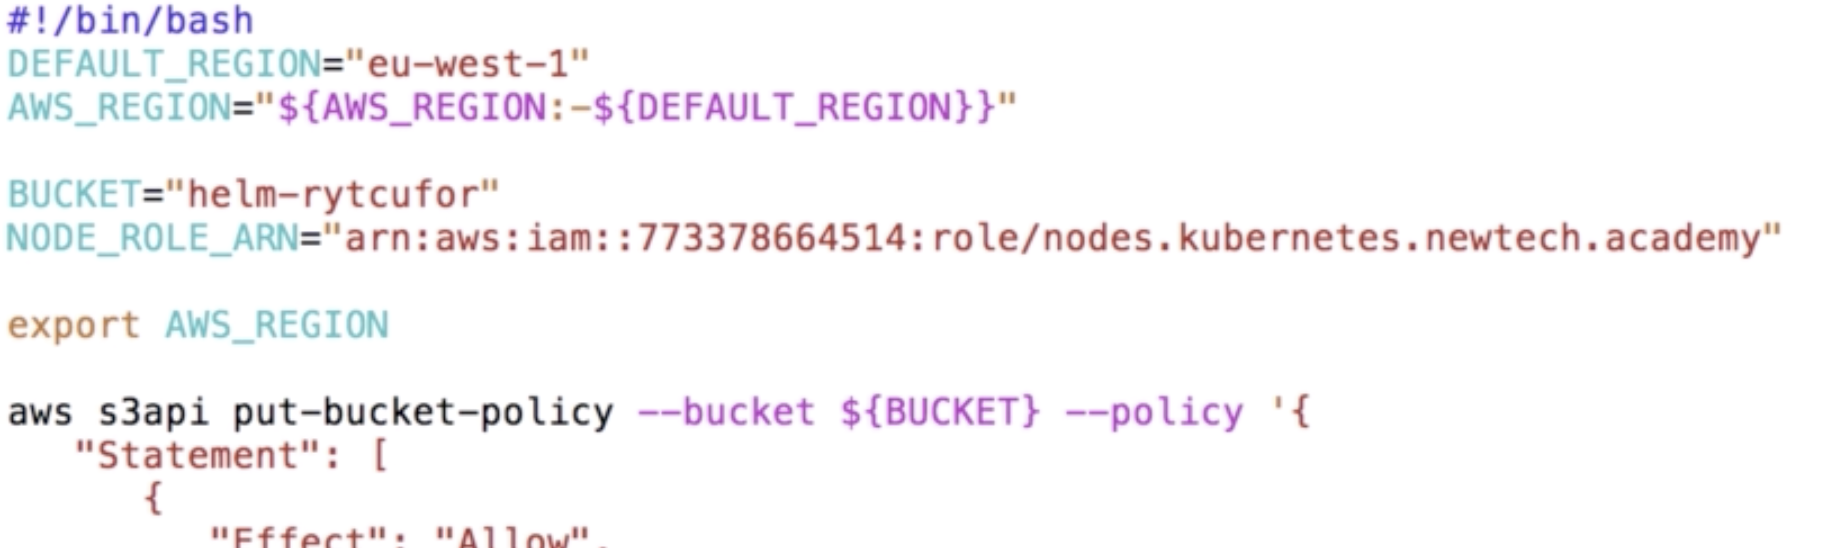 #!/bin/bash
DEFAULT_REGION="eu-west-1"
AWS_REGION="${AWS_REGION:-${DEFAULT_REGION}}"
BUCKET="helm-rytcufor"
NODE_ROLE_ARN="arn:aws:iam::773378664514:role/nodes.kubernetes.newtech.academy"
export AWS_REGION
aws s3api put-bucket-policy --bucket ${BUCKET} --policy '{
"Statement": [
{
"Effect": "Allow",